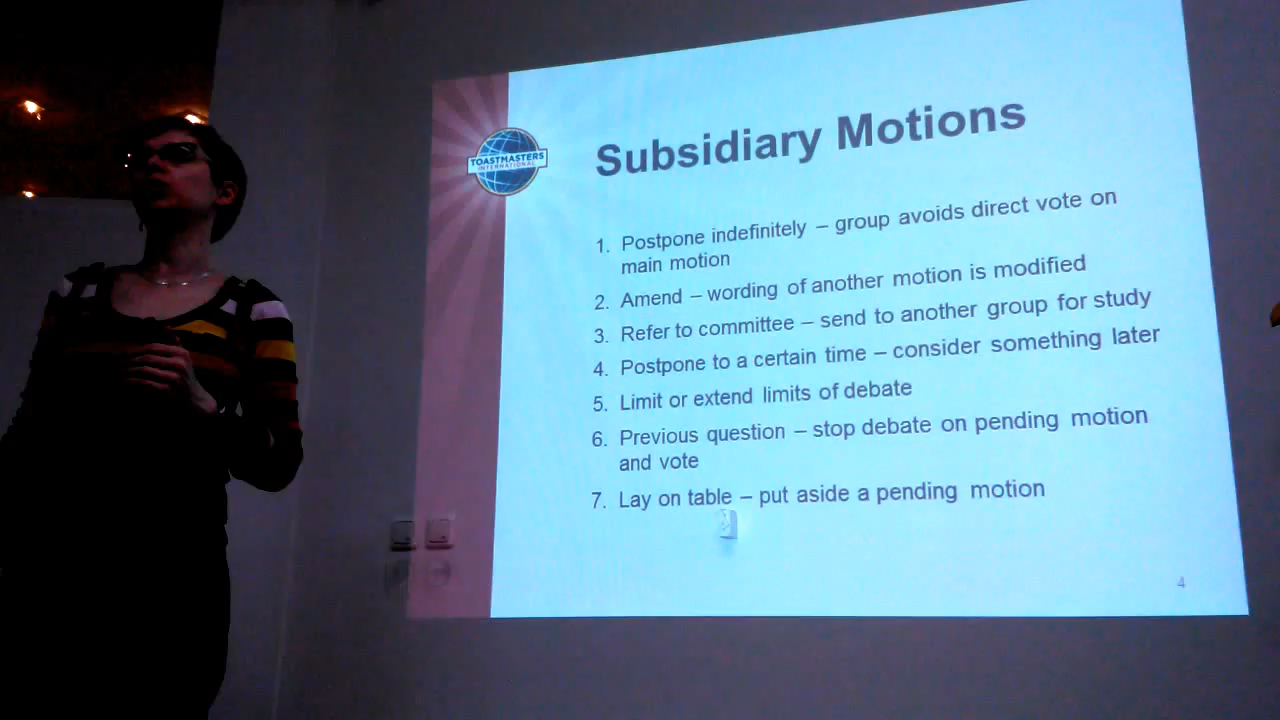 TOASTMASTERS
INTERNATIONAL
Subsidiary Motions
1. Postpone indefinitely – group avoids direct vote on
main motion
2. Amend – wording of another motion is modified
3. Refer to committee – send to another group for study
4. Postpone to a certain time – consider something later
5. Limit or extend limits of debate
6. Previous question – stop debate on pending motion
and vote
7. Lay on table – put aside a pending motion
4